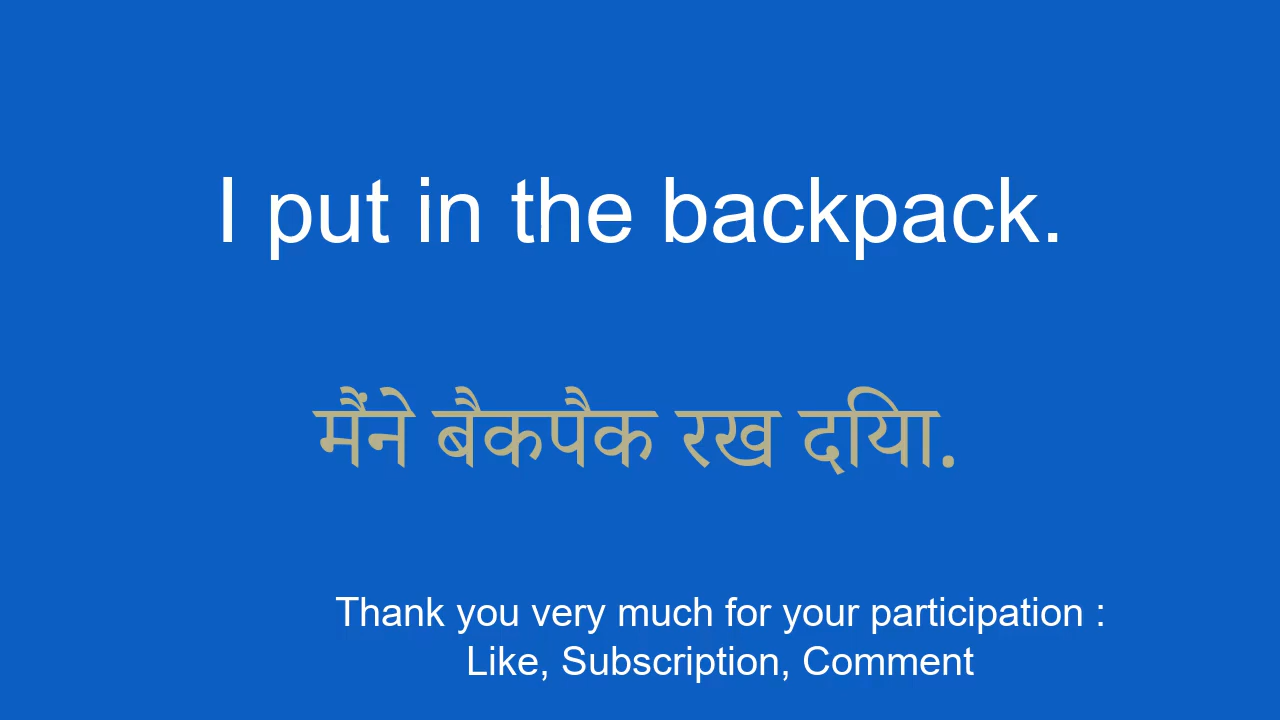 I put in the backpack.
मैंने बैकपैक रख दिया.
Thank you very much for your participation :
Like, Subscription, Comment